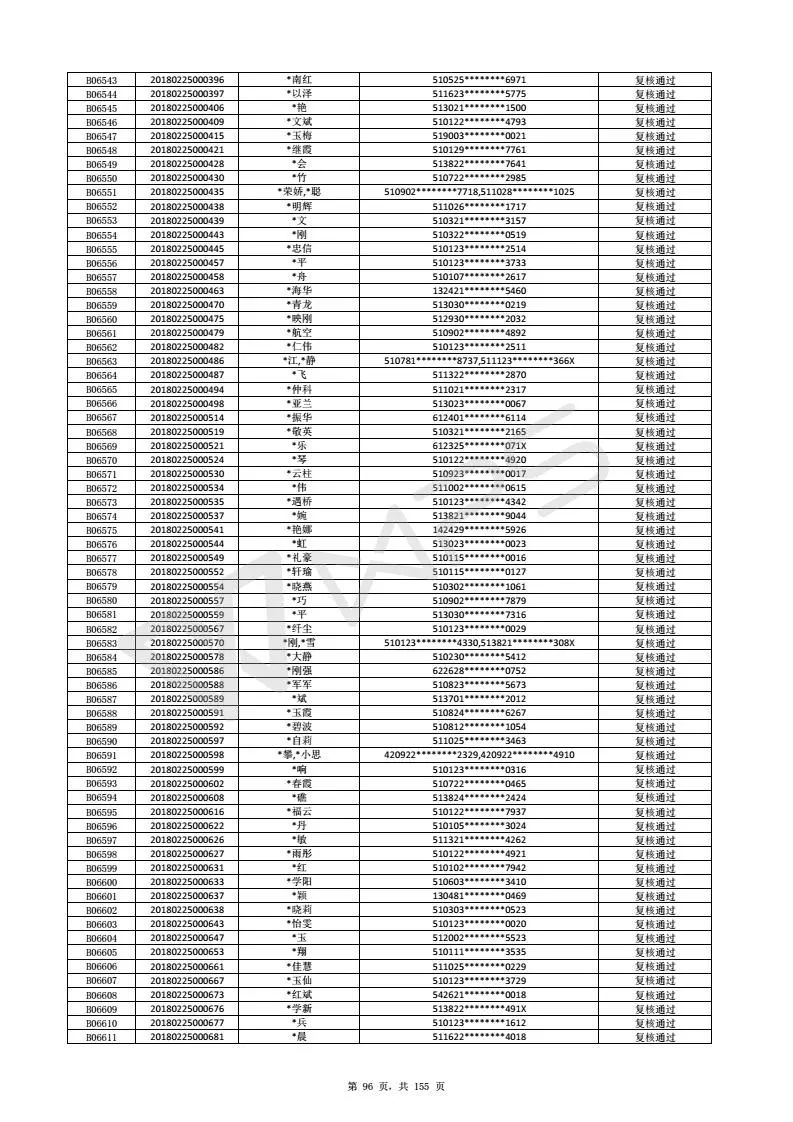 B06543 20180225000396 *南红 510525********6971 复核通过
B06544 20180225000397 *以泽 511623********5775 复核通过
B06545 20180225000406 *艳 513021********1500 复核通过
B06546 20180225000409 *文斌 510122********4793 复核通过
B06547 20180225000415 *玉梅 519003********0021 复核通过
B06548 20180225000421 *继霞 510129********7761 复核通过
B06549 20180225000428 *会 513822********7641 复核通过
B06550 20180225000430 *竹 510722********2985 复核通过
B06551 20180225000435 *荣娇,*聪 510902********7718,511028********1025 复核通过
B06552 20180225000438 *明辉 511026********1717 复核通过
B06553 20180225000439 *文 510321********3157 复核通过
B06554 20180225000443 *刚 510322********0519 复核通过
B06555 20180225000445 *忠信 510123********2514 复核通过
B06556 20180225000457 *平 510123********3733 复核通过
B06557 20180225000458 *舟 510107********2617 复核通过
B06558 20180225000463 *海华 132421********5460 复核通过
B06559 20180225000470 *青龙 513030********0219 复核通过
B06560 20180225000475 *映刚 512930********2032 复核通过
B06561 20180225000479 *航空 510902********4892 复核通过
B06562 20180225000482 *仁伟 510123********2511 复核通过
B06563 20180225000486 *江,*静 510781********8737,511123********366X 复核通过
B06564 20180225000487 *飞 511322********2870 复核通过
B06565 20180225000494 *仲科 511021********2317 复核通过
B06566 20180225000498 *亚兰 513023********0067 复核通过
B06567 20180225000514 *振华 612401********6114 复核通过
B06568 20180225000519 *敬英 510321********2165 复核通过
B06569 20180225000521 *乐 612325********071X 复核通过
B06570 20180225000524 *琴 510122********4920 复核通过
B06571 20180225000530 *云柱 510923********0017 复核通过
B06572 20180225000534 *伟 511002********0615 复核通过
B06573 20180225000535 *遇桥 510123********4342 复核通过
B06574 20180225000537 *婉 513821********9044 复核通过
B06575 20180225000541 *艳娜 142429********5926 复核通过
B06576 20180225000544 *虹 513023********0023 复核通过
B06577 20180225000549 *礼豪 510115********0016 复核通过
B06578 20180225000552 *轩瑜 510115********0127 复核通过
B06579 20180225000554 *晓燕 510302********1061 复核通过
B06580 20180225000557 *巧 510902********7879 复核通过
B06581 20180225000559 *平 513030********7316 复核通过
B06582 20180225000567 *纤尘 510123********0029 复核通过
B06583 20180225000570 *刚,*雪 510123********4330,513821********308X 复核通过
B06584 20180225000578 *大静 510230********5412 复核通过
B06585 20180225000586 *刚强 622628********0752 复核通过
B06586 20180225000588 *军军 510823********5673 复核通过
B06587 20180225000589 *斌 513701********2012 复核通过
B06588 20180225000591 *玉霞 510824********6267 复核通过
B06589 20180225000592 *碧波 510812********1054 复核通过
B06590 20180225000597 *自莉 511025********3463 复核通过
B06591 20180225000598 *攀,*小思 420922********2329,420922********4910 复核通过
B06592 20180225000599 *响 510123********0316 复核通过
B06593 20180225000602 *春霞 510722********0465 复核通过
B06594 20180225000608 *礁 513824********2424 复核通过
B06595 20180225000616 *福云 510122********7937 复核通过
B06596 20180225000622 *丹 510105********3024 复核通过
B06597 20180225000626 *敏 511321********4262 复核通过
B06598 20180225000627 *雨彤 510122********4921 复核通过
B06599 20180225000631 *红 510102********7942 复核通过
B06600 20180225000633 *学阳 510603********3410 复核通过
B06601 20180225000637 *颖 130481********0469 复核通过
B06602 20180225000638 *晓莉 510303********0523 复核通过
B06603 20180225000643 *怡雯 510123********0020 复核通过
B06604 20180225000647 *玉 512002********5523 复核通过
B06605 20180225000653 *翔 510111********3535 复核通过
B06606 20180225000661 *佳慧 511025********0229 复核通过
B06607 20180225000667 *玉仙 510123********3729 复核通过
B06608 20180225000673 *红斌 542621********0018 复核通过
B06609 20180225000676 *学新 513822********491X 复核通过
B06610 20180225000677 *兵 510123********1612 复核通过
B06611 20180225000681 *晨 511622********4018 复核通过
第 96 页,共 155 页